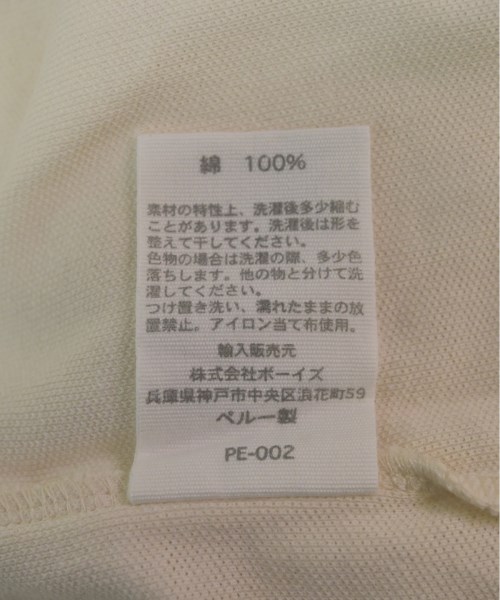 綿 100%
素材の特性上、洗濯後多少縮む
ことがあります。洗濯後は形を
整えて干してください。
色物の場合は洗濯の際、多少色
落ちします。他の物と分けて洗
濯してください。
つけ置き洗い、濡れたままの放
置禁止。アイロン当て布使用。
輸入販売元
株式会社ボーイズ
兵庫県神戸市中央区浪花町59
ペルー製
PE-002